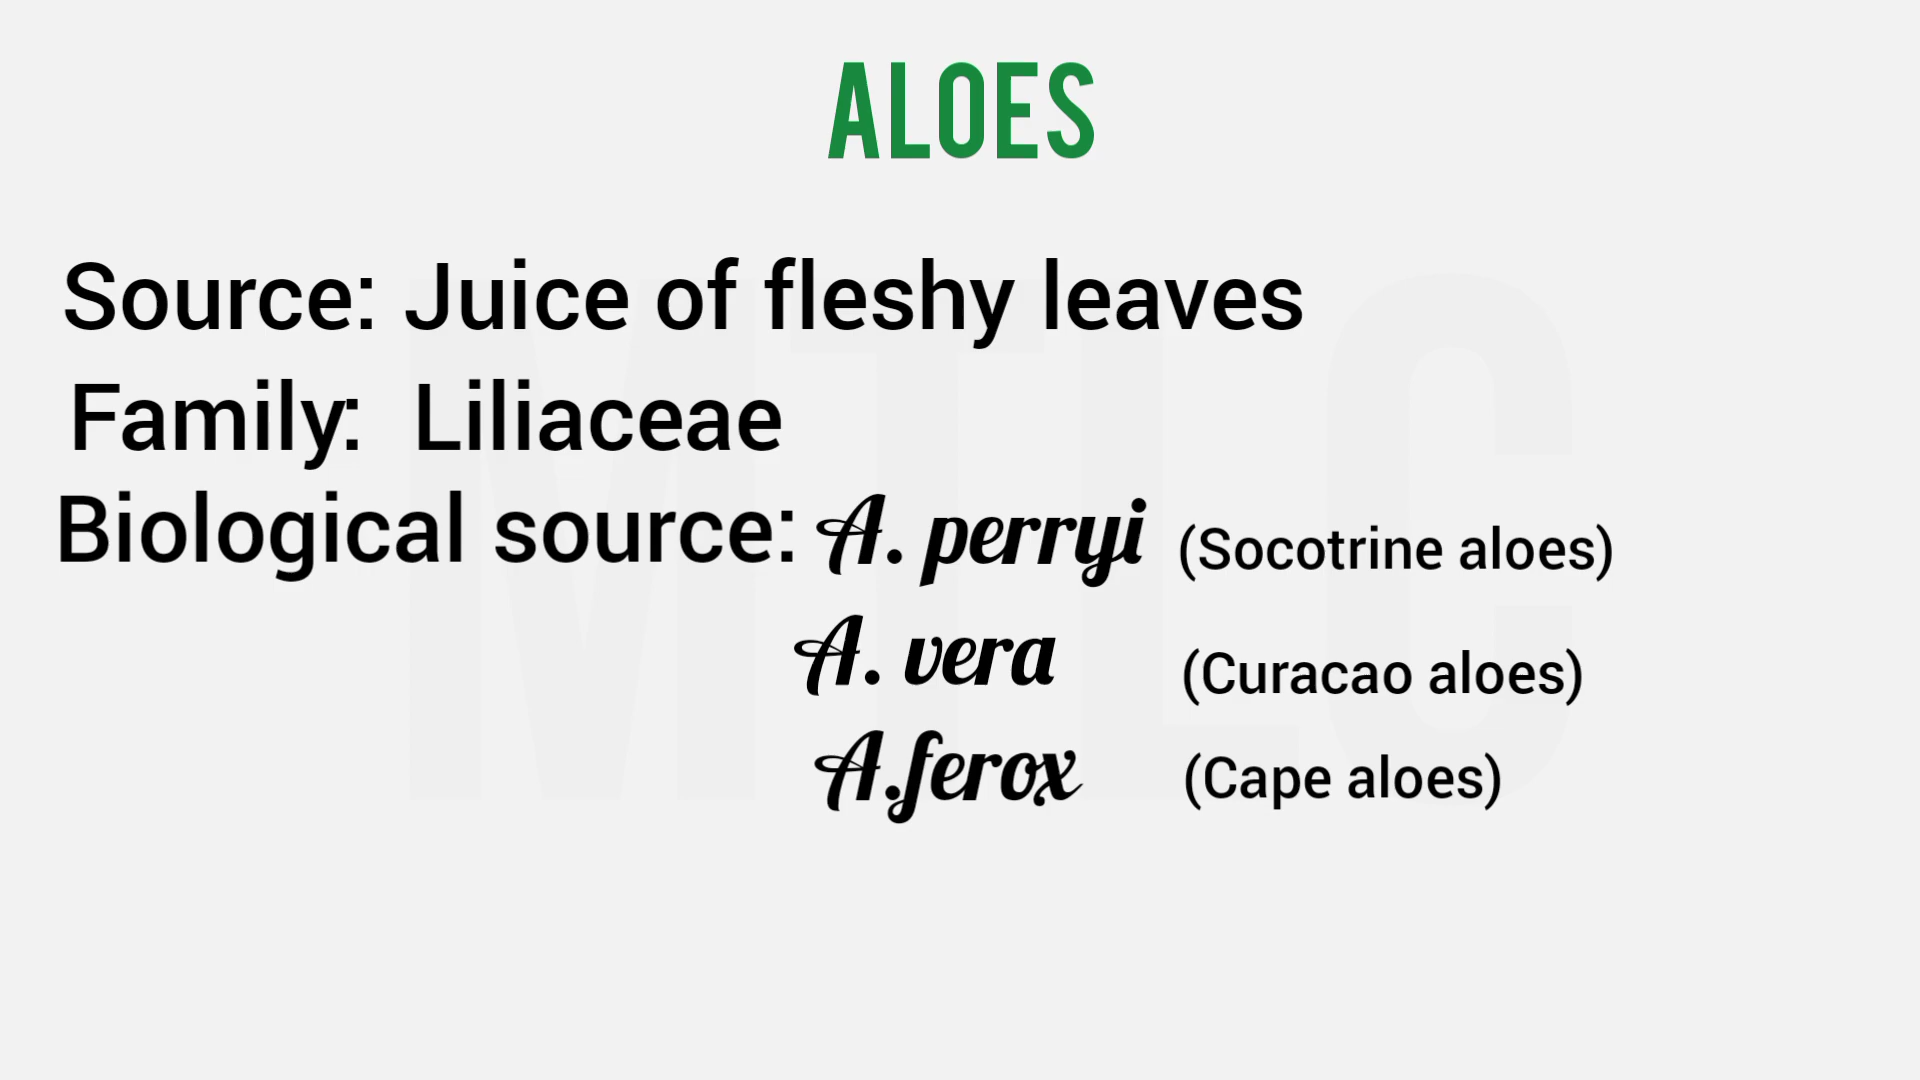 ALOES
Source: Juice of fleshy leaves
Family: Liliaceae
Biological source: A. perryi (Socotrine aloes)
A. vera (Curacao aloes)
A.ferox (Cape aloes)
MTLC